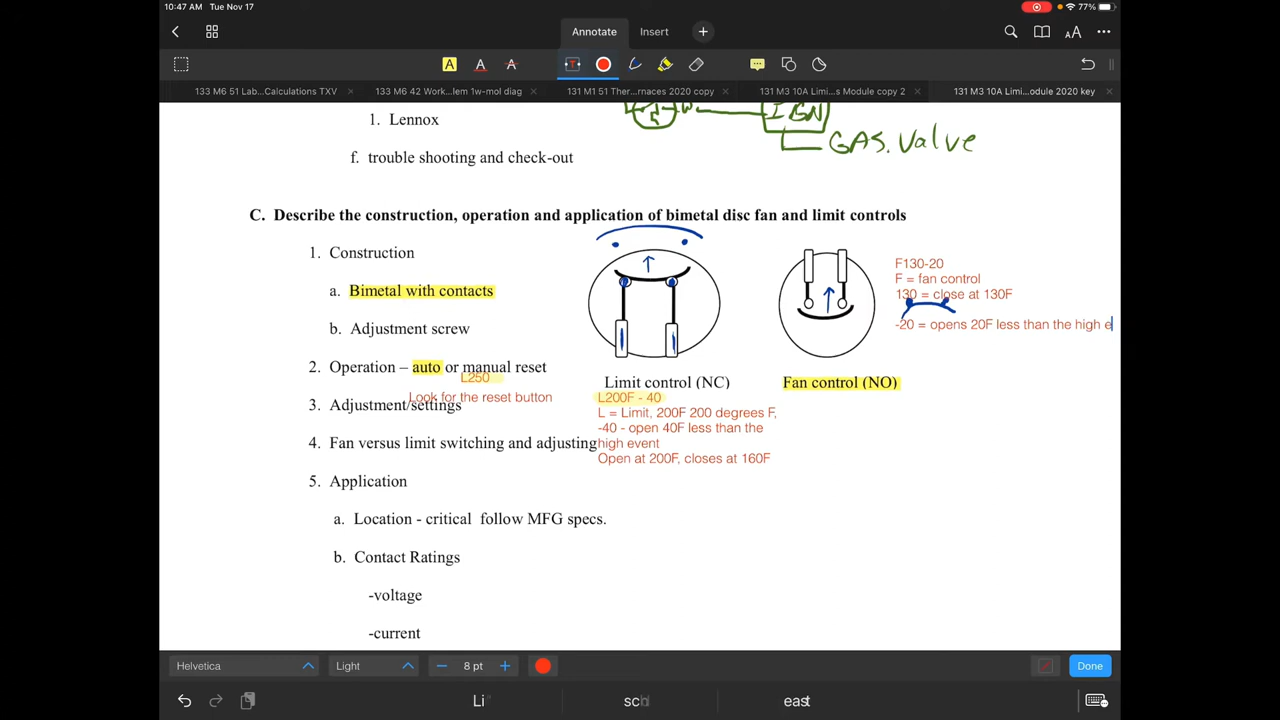 10:47 AM Tue Nov 17
77%
Annotate
Insert
133 M6 51 Lab...Calculations TXV
133 M6 42 Work...lem 1w-mol diag
131 M1 51 Ther...rnaces 2020 copy
131 M3 10A Limi...s Module copy 2
131 M3 10A Limi...odule 2020 key
1. Lennox
IGN
GAS. Valve
f. trouble shooting and check-out
C. Describe the construction, operation and application of bimetal disc fan and limit controls
1. Construction
a. Bimetal with contacts
b. Adjustment screw
2. Operation – auto or manual reset
L250
Look for the reset button
3. Adjustment/settings
4. Fan versus limit switching and adjusting
5. Application
a. Location - critical follow MFG specs.
b. Contact Ratings
-voltage
-current
Limit control (NC)
L200F - 40
L = Limit, 200F 200 degrees F,
-40 - open 40F less than the
high event
Open at 200F, closes at 160F
Fan control (NO)
F130-20
F = fan control
130 = close at 130F
-20 = opens 20F less than the high e
Helvetica
Light
8 pt
Done
Li
sch
east